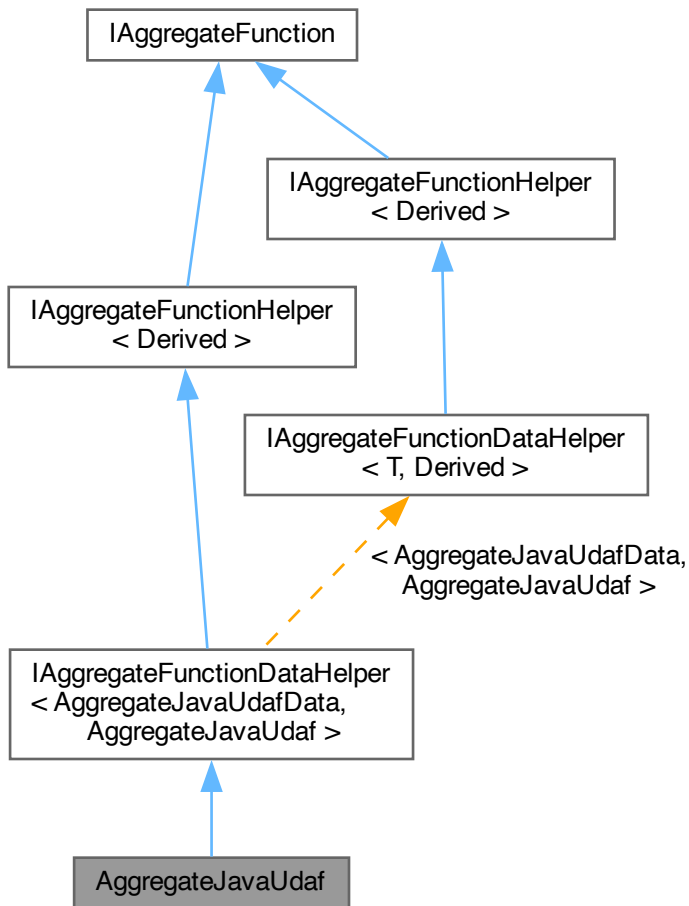 IAggregateFunction
IAggregateFunctionHelper
< Derived >
IAggregateFunctionHelper
< Derived >
IAggregateFunctionDataHelper
< T, Derived >
< AggregateJavaUdafData,
AggregateJavaUdaf >
IAggregateFunctionDataHelper
< AggregateJavaUdafData,
AggregateJavaUdaf >
AggregateJavaUdaf